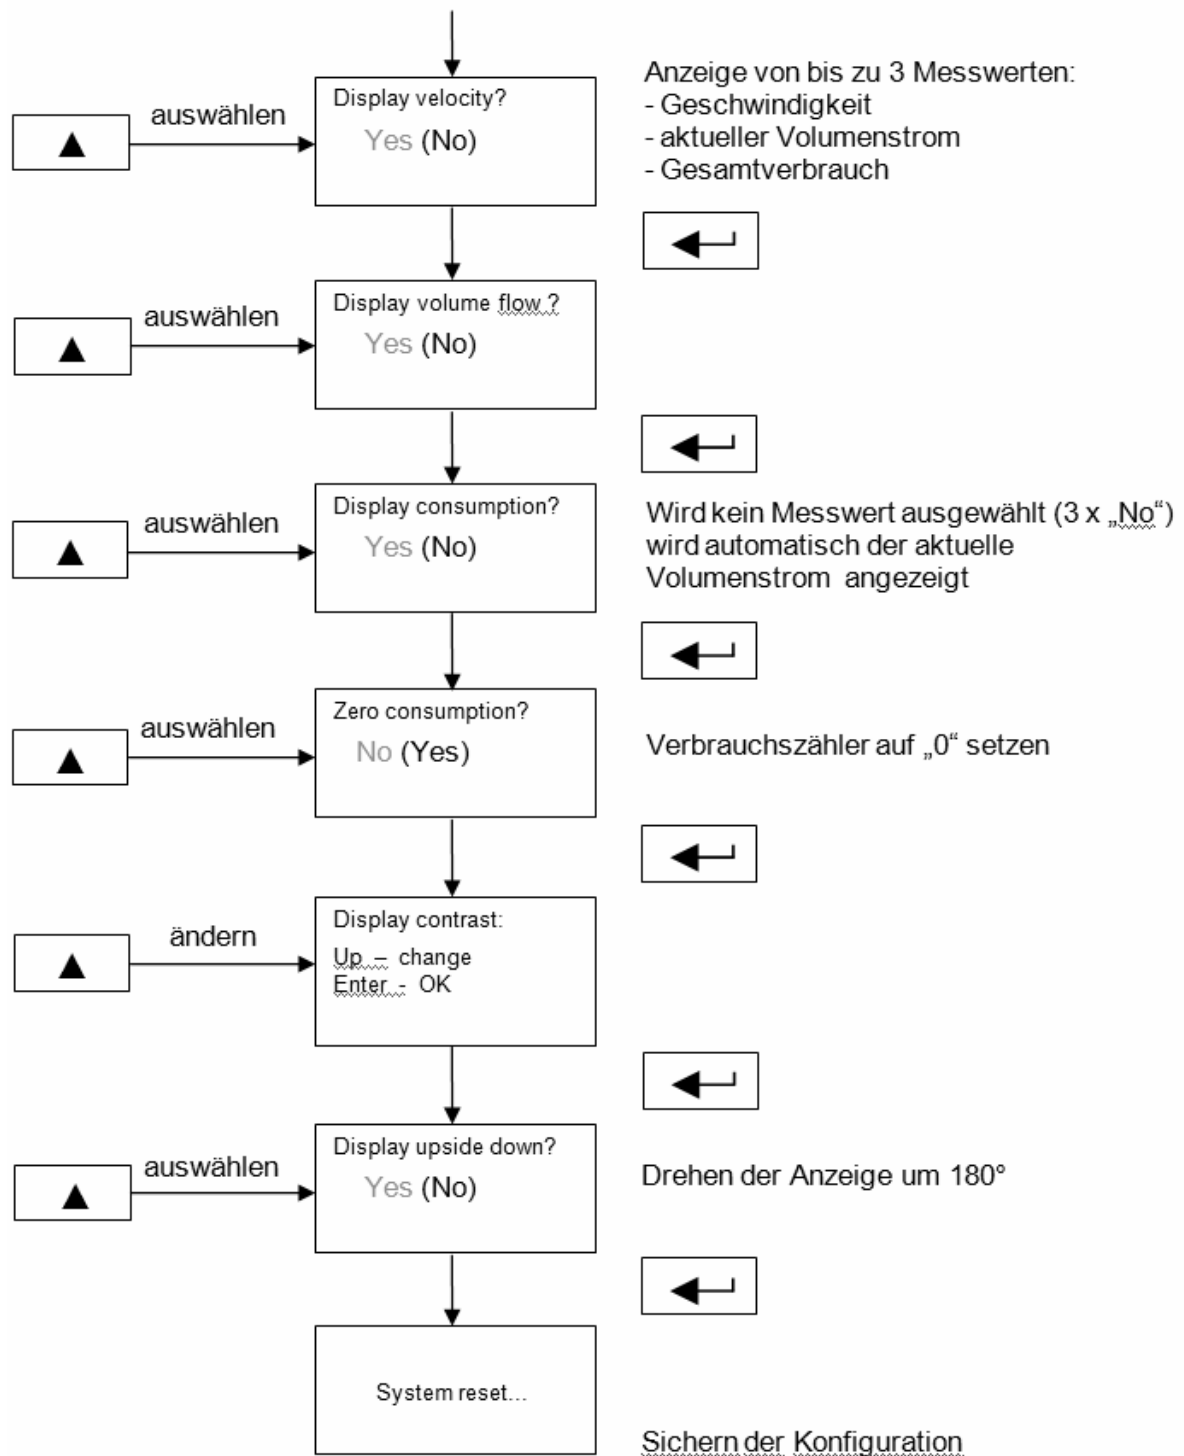 Anzeige von bis zu 3 Messwerten:
- Geschwindigkeit
- aktueller Volumenstrom
- Gesamtverbrauch
auswählen
Display velocity?
Yes (No)
auswählen
Display volume flow ?
Yes (No)
auswählen
Display consumption?
Yes (No)
Wird kein Messwert ausgewählt (3 x „No“)
wird automatisch der aktuelle
Volumenstrom angezeigt
auswählen
Zero consumption?
No (Yes)
Verbrauchszähler auf „0“ setzen
ändern
Display contrast:
Up – change
Enter - OK
auswählen
Display upside down?
Yes (No)
Drehen der Anzeige um 180°
System reset...
Sichern der Konfiguration